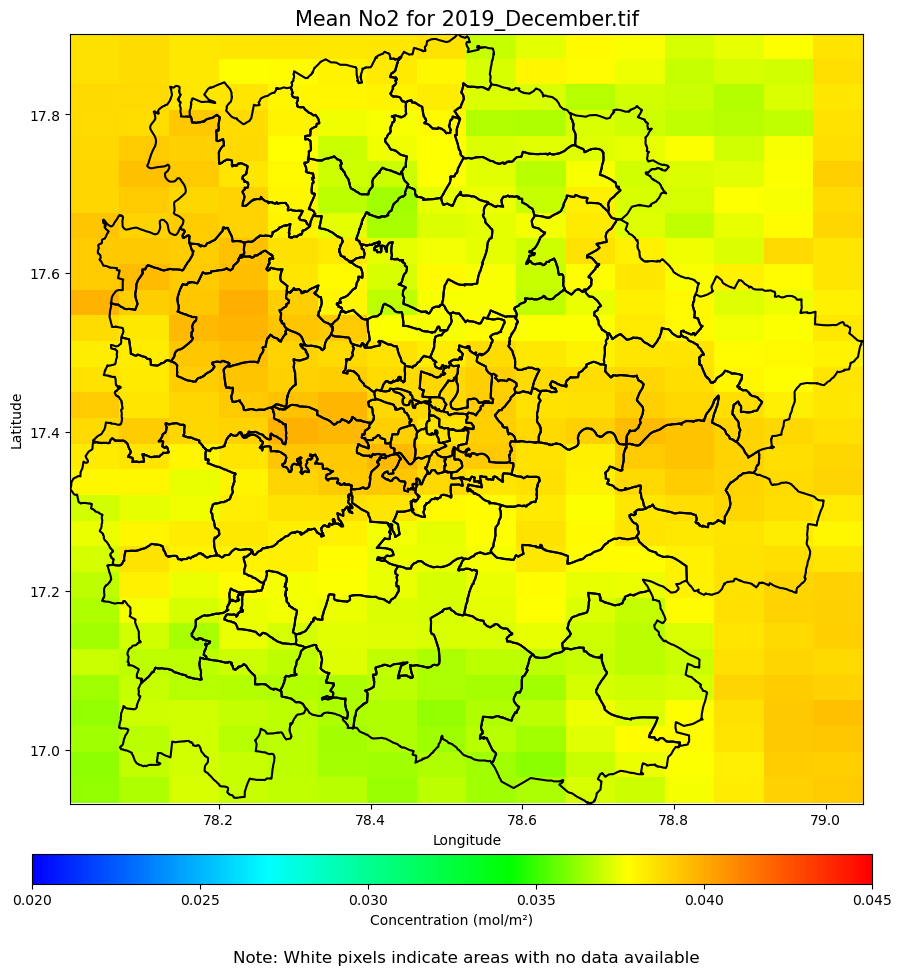 Mean No2 for 2019_December.tif
Latitude
17.8
17.6
17.4
17.2
17.0
78.2 78.4 78.6 78.8 79.0
Longitude
0.020 0.025 0.030 0.035 0.040 0.045
Concentration (mol/m²)
Note: White pixels indicate areas with no data available